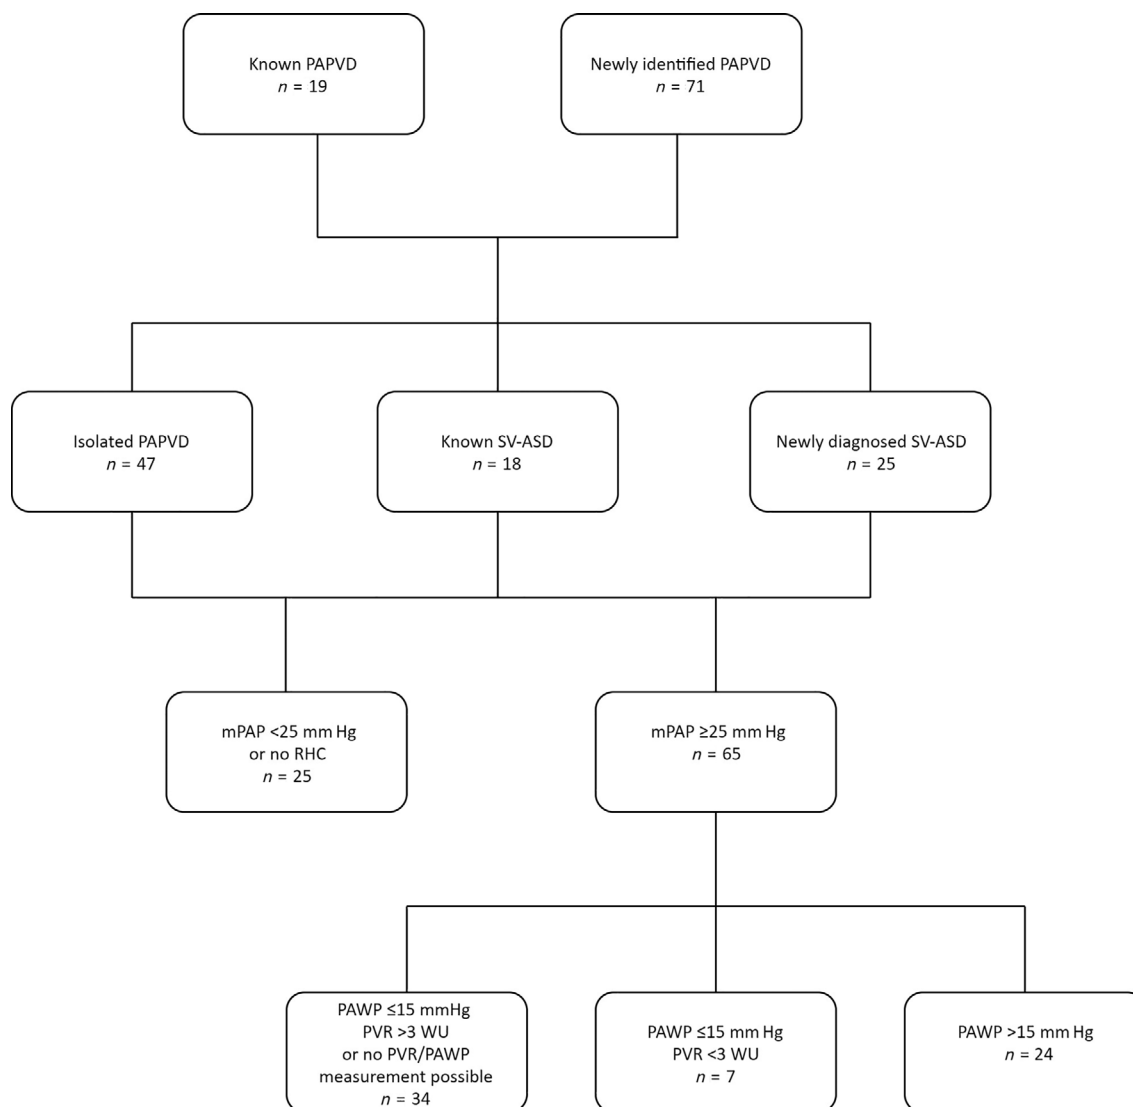 Known PAPVD
n = 19
Newly identified PAPVD
n = 71
Isolated PAPVD
n = 47
Known SV-ASD
n = 18
Newly diagnosed SV-ASD
n = 25
mPAP <25 mm Hg
or no RHC
n = 25
mPAP ≥25 mm Hg
n = 65
PAWP ≤15 mmHg
PVR >3 WU
or no PVR/PAWP
measurement possible
n = 34
PAWP ≤15 mm Hg
PVR <3 WU
n = 7
PAWP >15 mm Hg
n = 24